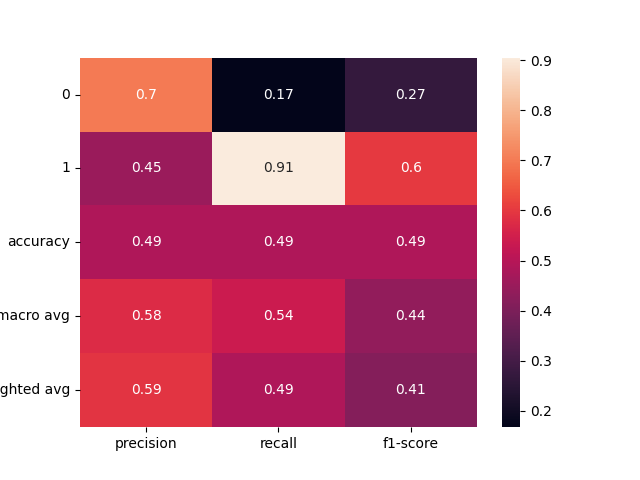 0 0.7 0.17 0.27
1 0.45 0.91 0.6
accuracy 0.49 0.49 0.49
macro avg 0.58 0.54 0.44
ghted avg 0.59 0.49 0.41
precision recall f1-score
0.9
0.8
0.7
0.6
0.5
0.4
0.3
0.2